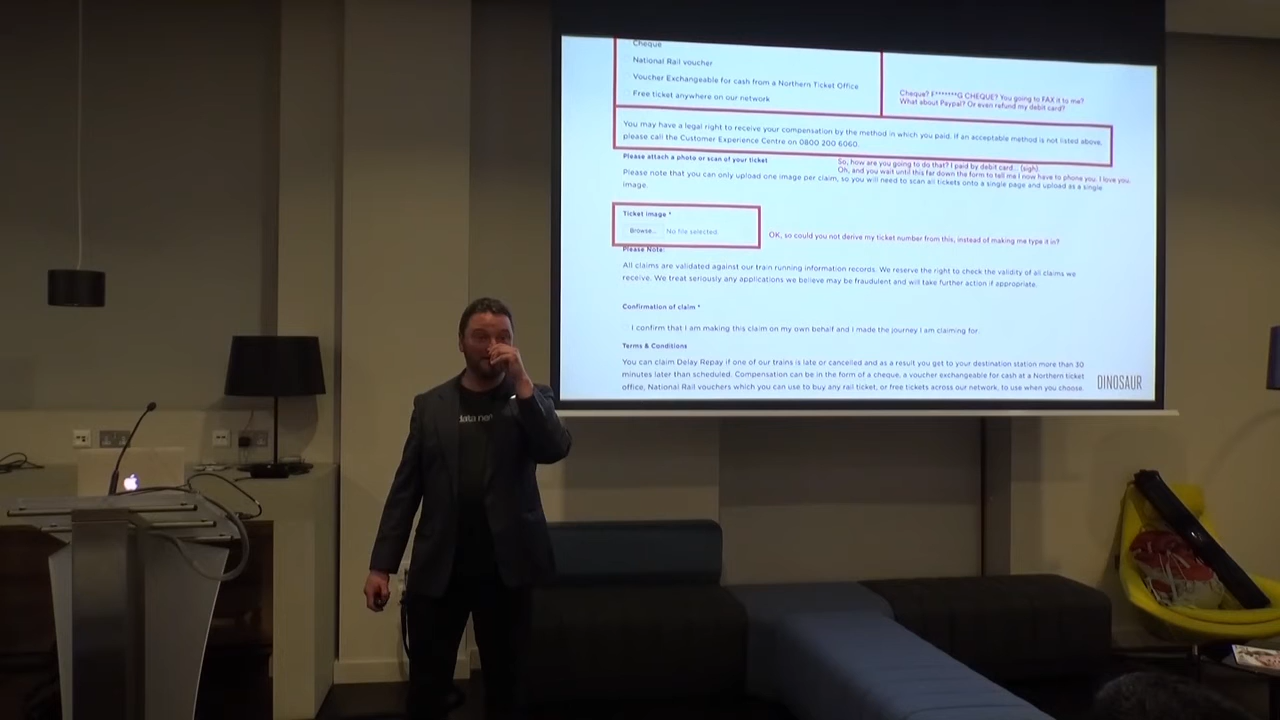 Cheque
National Rail voucher
Voucher Exchangeable for cash from a Northern Ticket Office
Free ticket anywhere on our network
Cheque? F*******G CHEQUE? You going to FAX it to me?
What about Paypal? Or even refund my debit card?
You may have a legal right to receive your compensation by the method in which you paid. If an acceptable method is not listed above,
please call the Customer Experience Centre on 0800 200 6060.
Please attach a photo or scan of your ticket
So, how are you going to do that? I paid by debit card... (sigh).
Oh, and you wait until this far down the form to tell me I now have to phone you. I love you.
Please note that you can only upload one image per claim, so you will need to scan all tickets onto a single page and upload as a single
image.
Ticket image *
Browse... No file selected.
OK, so could you not derive my ticket number from this, instead of making me type it in?
Please Note:
All claims are validated against our train running information records. We reserve the right to check the validity of all claims we
receive. We treat seriously any applications we believe may be fraudulent and will take further action if appropriate.
Confirmation of claim *
I confirm that I am making this claim on my own behalf and I made the journey I am claiming for.
Terms & Conditions
You can claim Delay Repay if one of our trains is late or cancelled and as a result you get to your destination station more than 30
minutes later than scheduled. Compensation can be in the form of a cheque, a voucher exchangeable for cash at a Northern ticket
office, National Rail vouchers which you can use to buy any rail ticket, or free tickets across our network, to use when you choose.
DINOSAUR
data